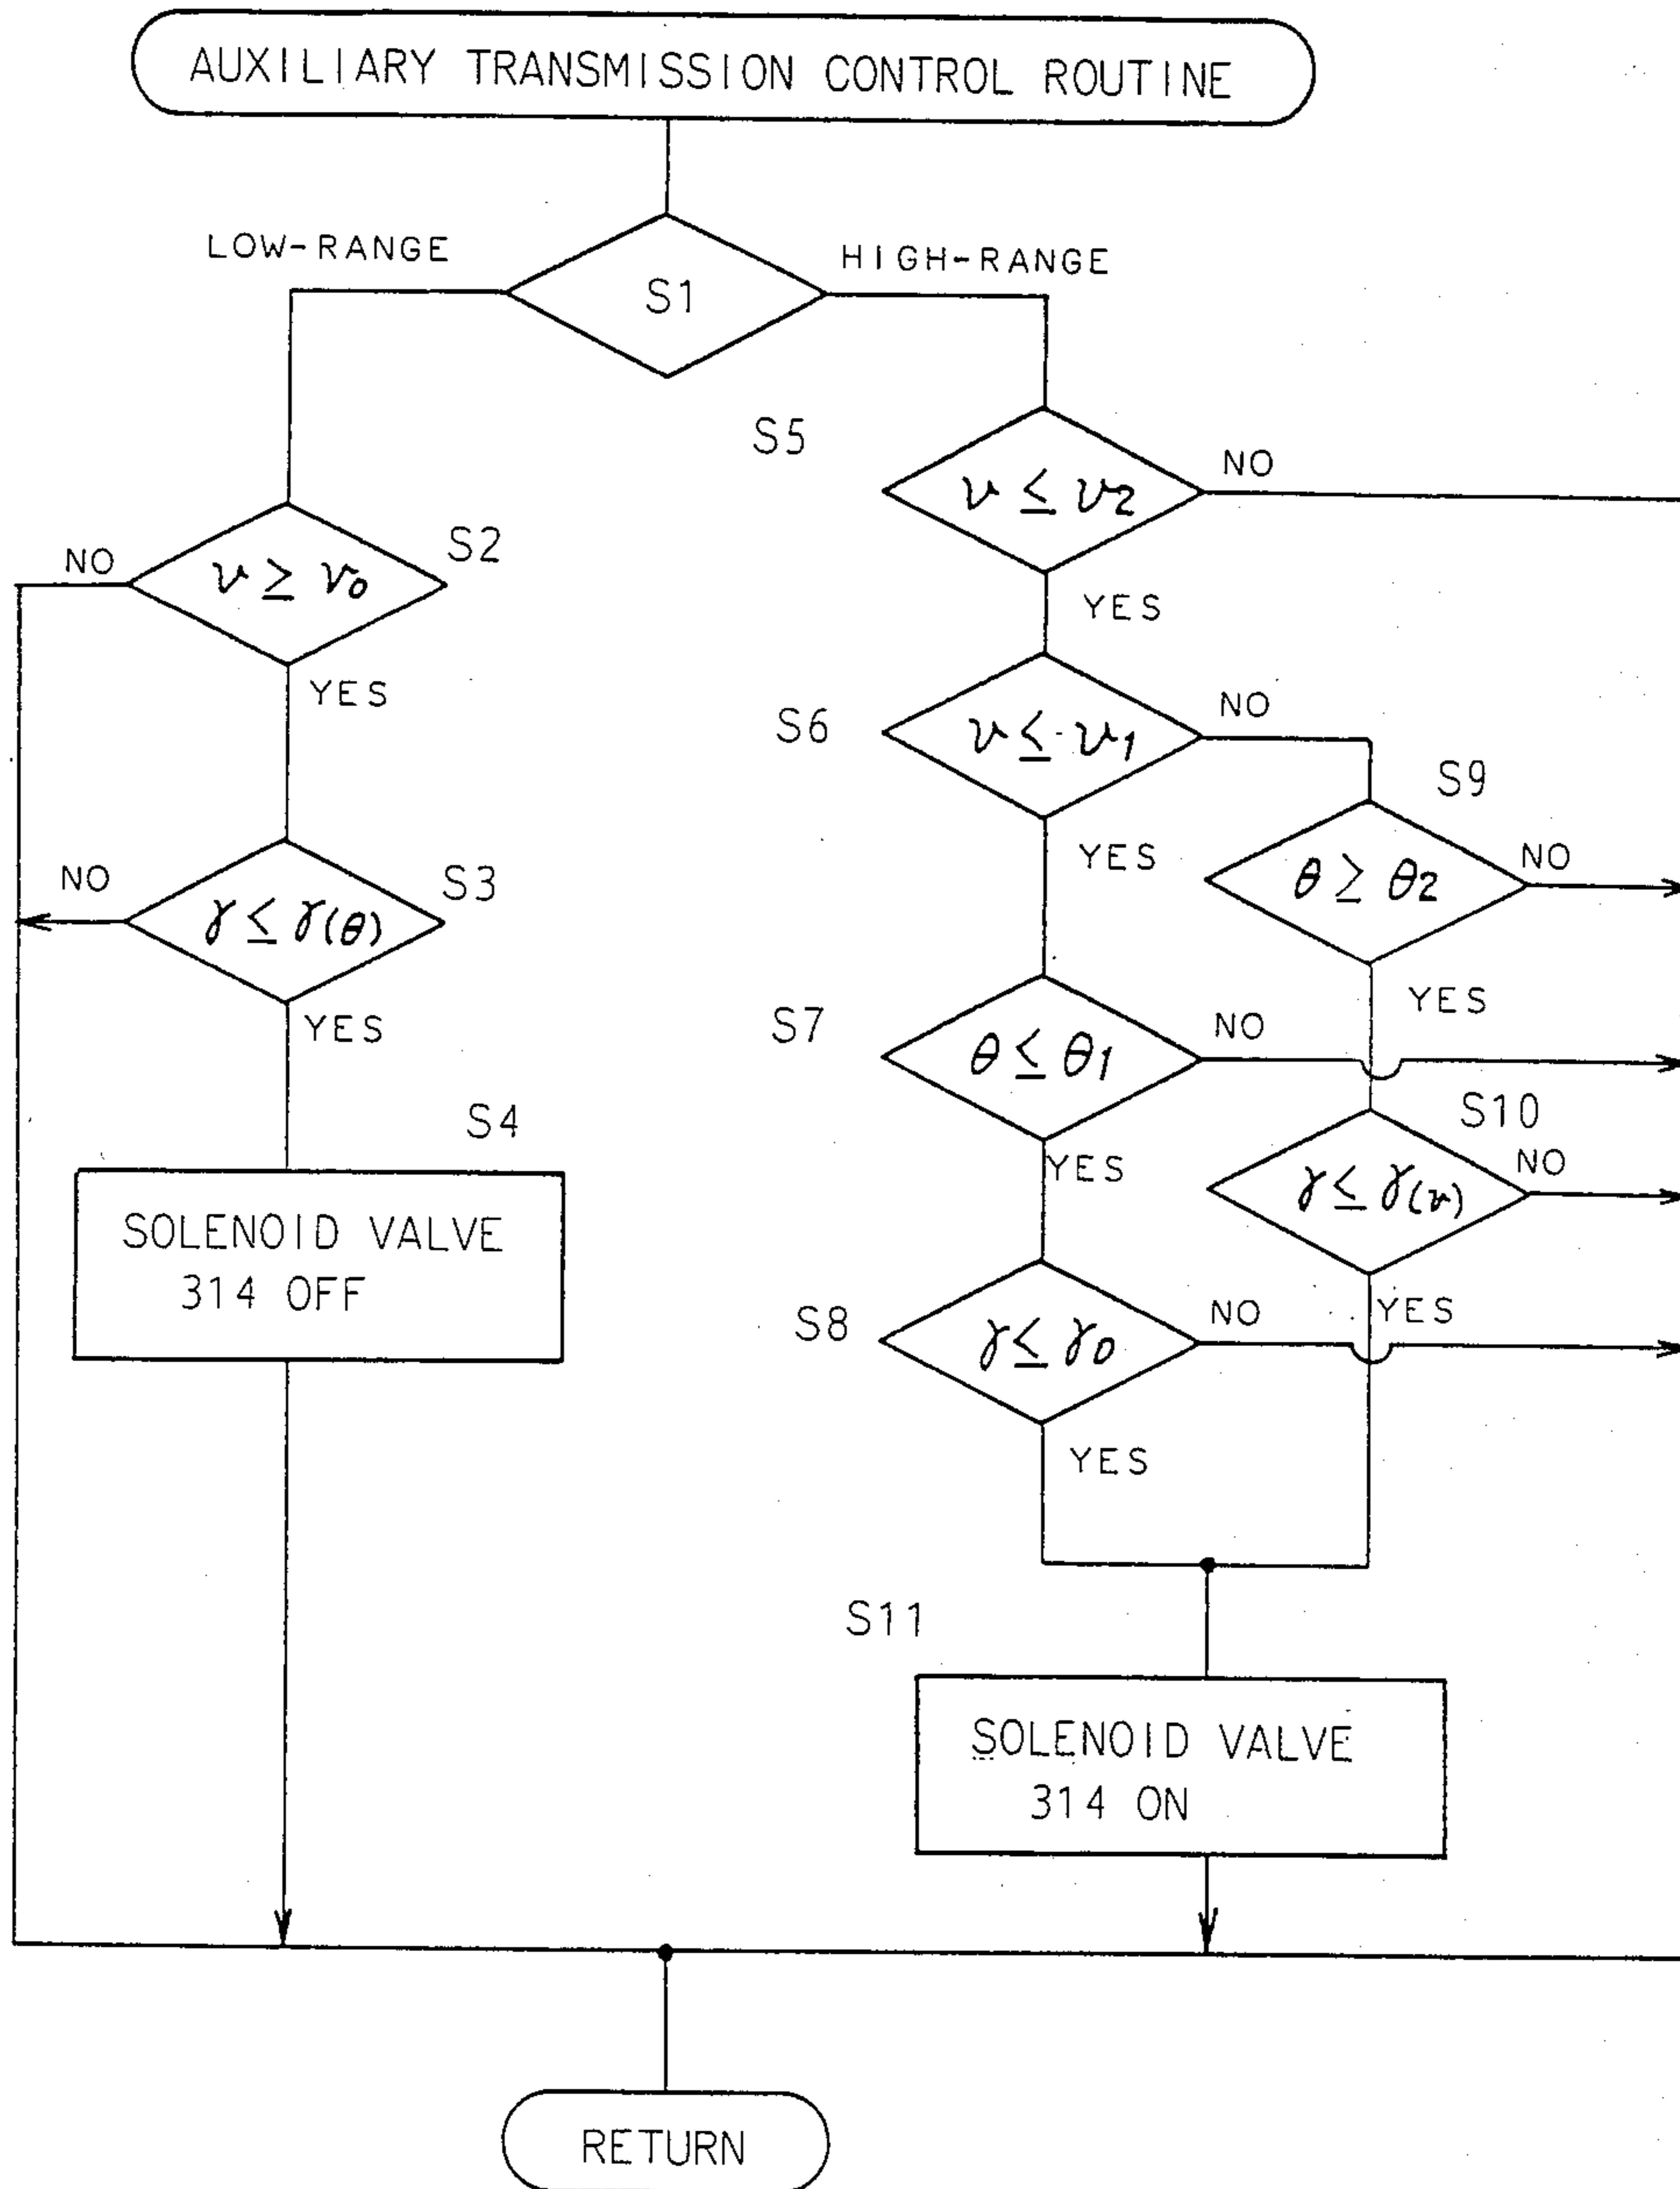 AUXILIARY TRANSMISSION CONTROL ROUTINE
LOW-RANGE
HIGH-RANGE
S1
S5
ν ≤ ν2
NO
YES
S2
NO
ν ≥ ν0
YES
S6
ν ≤ ν1
NO
YES
S9
θ ≥ θ2
NO
YES
S3
NO
γ ≤ γ(θ)
YES
S7
θ ≤ θ1
NO
YES
S10
γ ≤ γ(ν)
NO
YES
S4
SOLENOID VALVE
314 OFF
S8
γ ≤ γ0
NO
YES
S11
SOLENOID VALVE
314 ON
RETURN